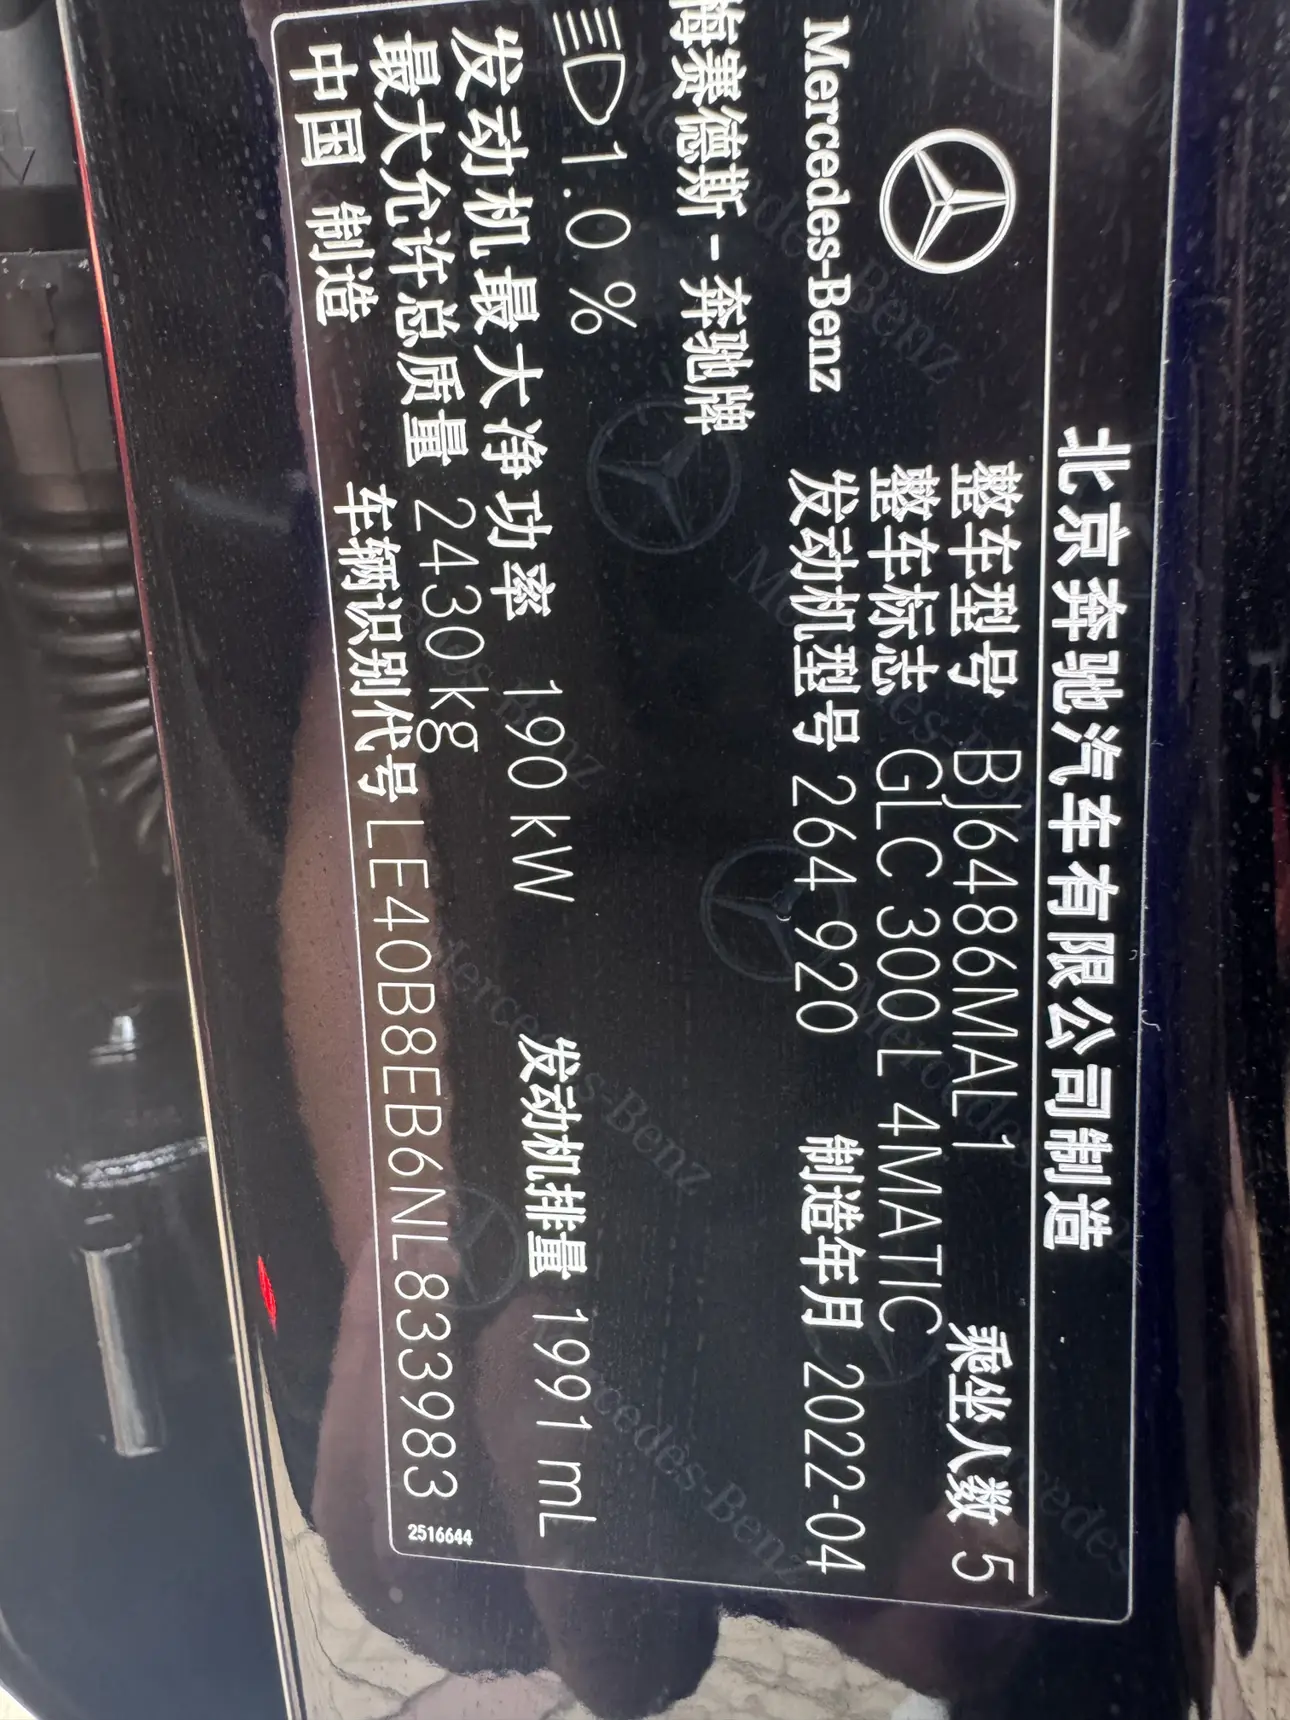 北京奔驰汽车有限公司制造
整车型号 BJ6486MAL1 乘坐人数 5
整车标志 GLC 300 L 4MATIC
Mercedes-Benz 发动机型号 264 920 制造年月 2022-04
梅赛德斯-奔驰牌
1.0 %
发动机最大净功率 190 kW 发动机排量 1991 mL
最大允许总质量 2430 kg
中国 制造 车辆识别代号 LE40B8EB6NL833983 2516644